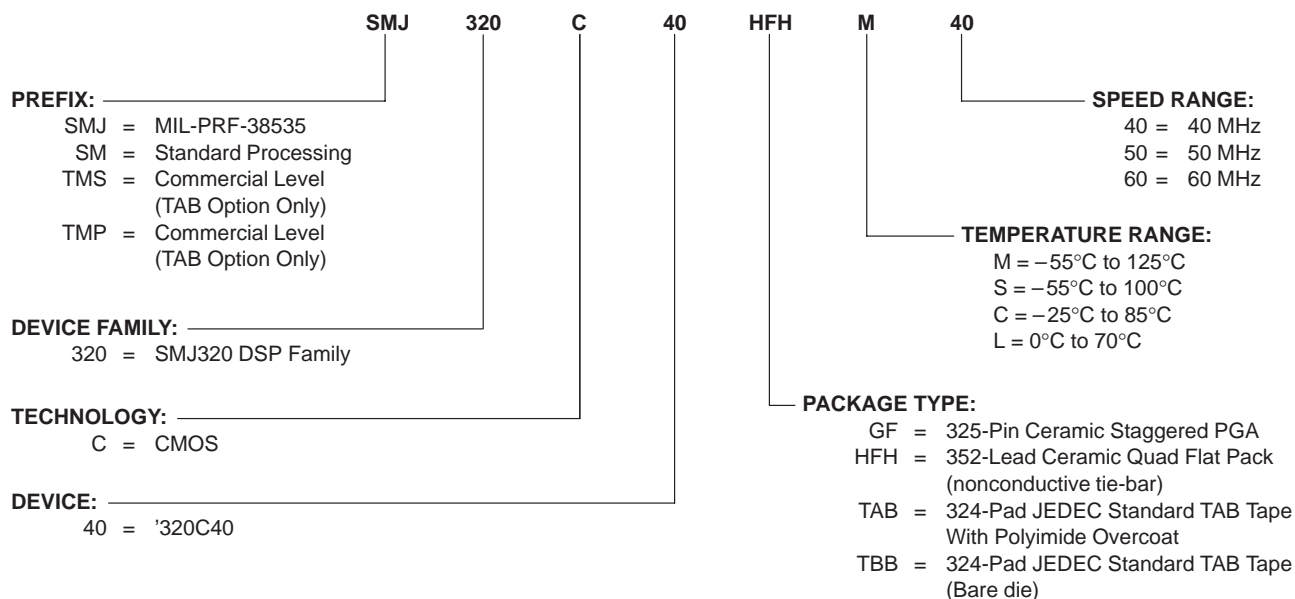 SMJ 320 C 40 HFH M 40
PREFIX:
SMJ = MIL-PRF-38535
SM = Standard Processing
TMS = Commercial Level
(TAB Option Only)
TMP = Commercial Level
(TAB Option Only)
DEVICE FAMILY:
320 = SMJ320 DSP Family
TECHNOLOGY:
C = CMOS
DEVICE:
40 = ’320C40
SPEED RANGE:
40 = 40 MHz
50 = 50 MHz
60 = 60 MHz
TEMPERATURE RANGE:
M = –55°C to 125°C
S = –55°C to 100°C
C = –25°C to 85°C
L = 0°C to 70°C
PACKAGE TYPE:
GF = 325-Pin Ceramic Staggered PGA
HFH = 352-Lead Ceramic Quad Flat Pack
(nonconductive tie-bar)
TAB = 324-Pad JEDEC Standard TAB Tape
With Polyimide Overcoat
TBB = 324-Pad JEDEC Standard TAB Tape
(Bare die)